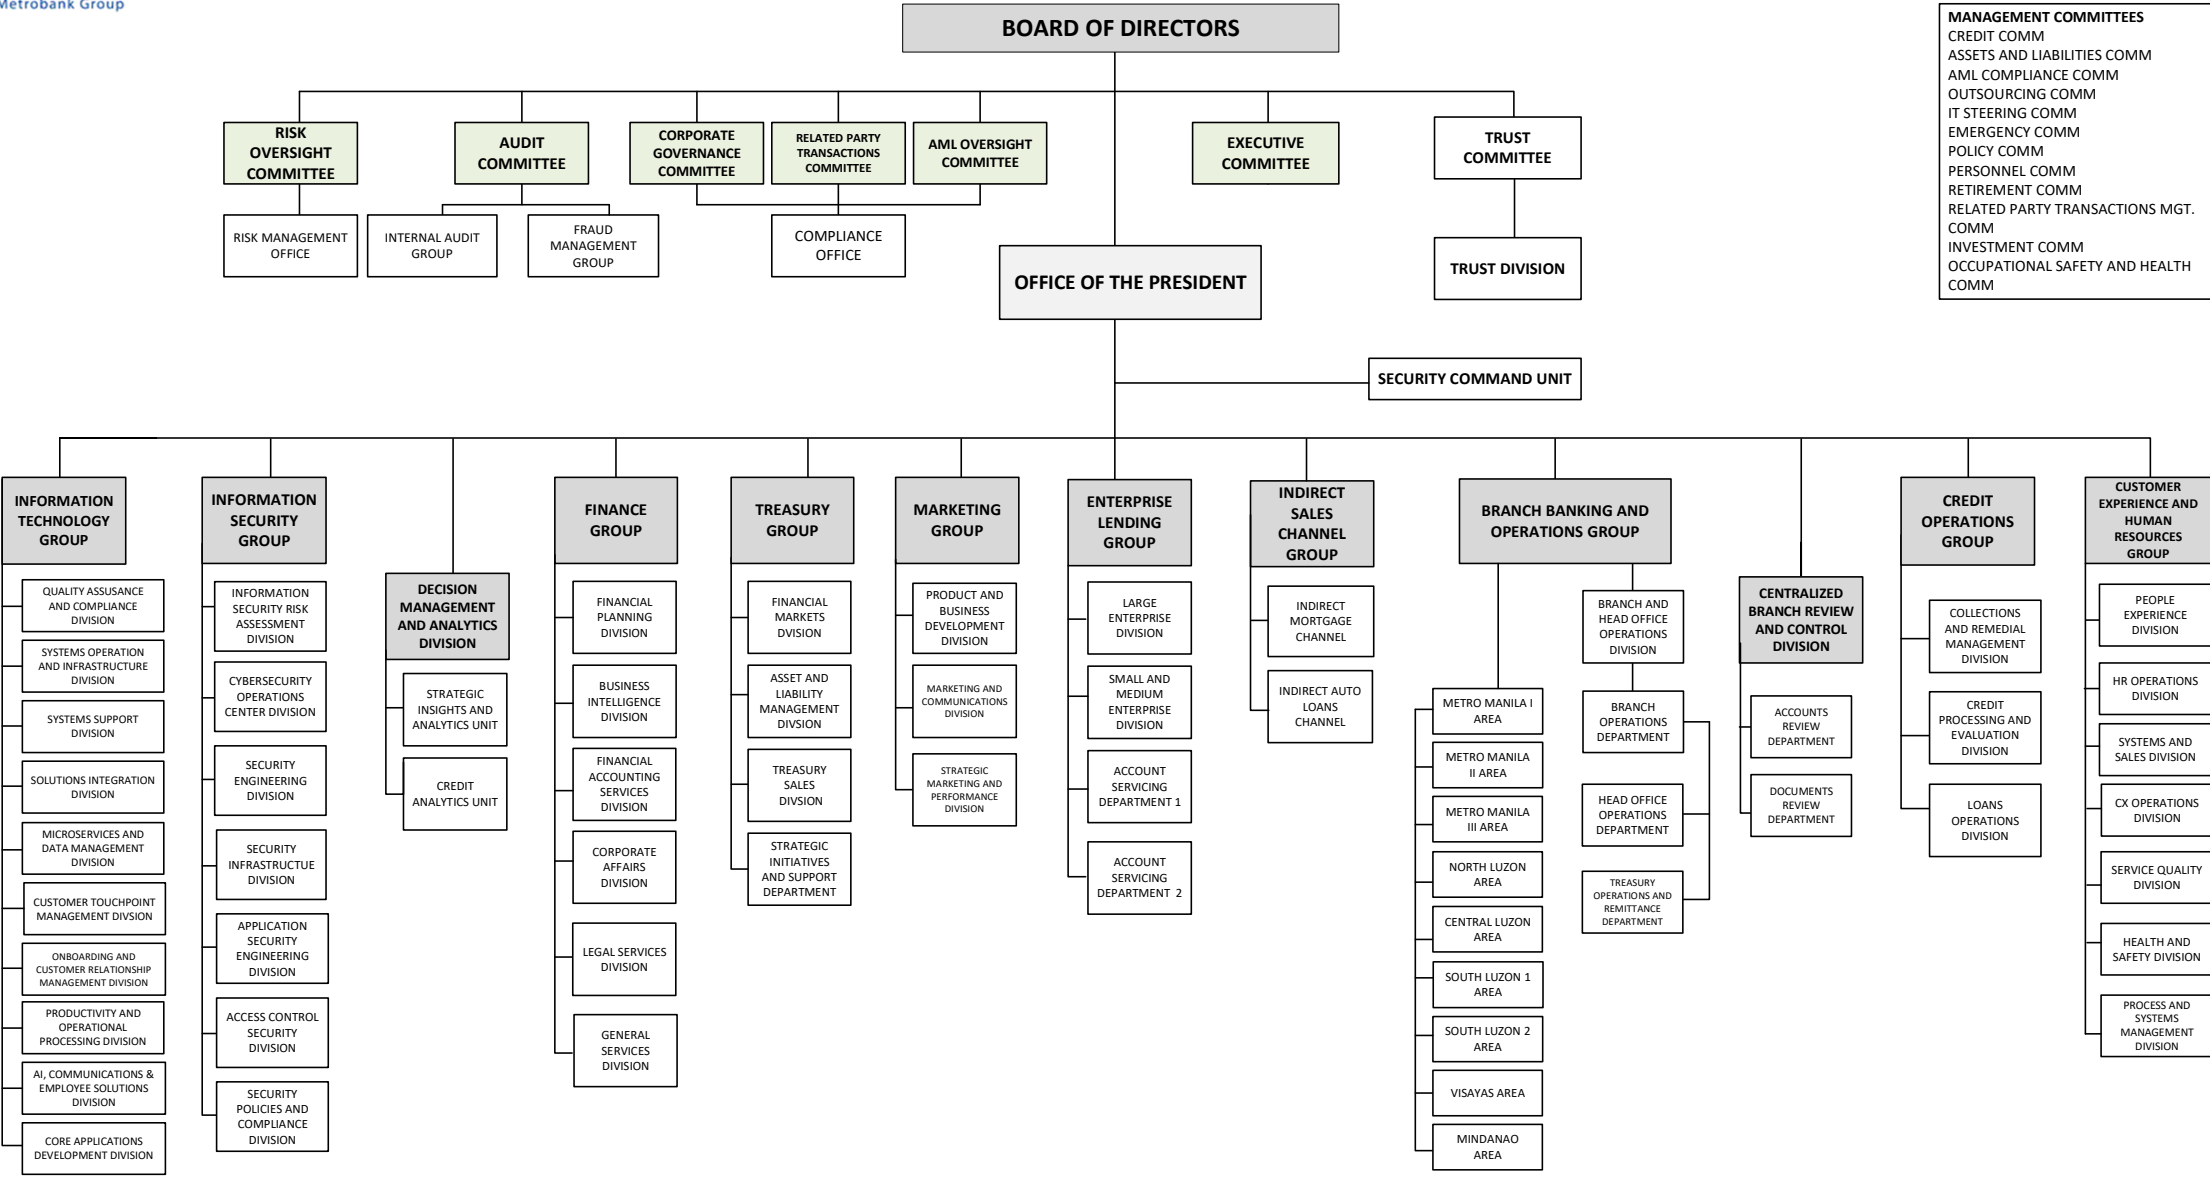 Metrobank Group
BOARD OF DIRECTORS
MANAGEMENT COMMITTEES
CREDIT COMM
ASSETS AND LIABILITIES COMM
AML COMPLIANCE COMM
OUTSOURCING COMM
IT STEERING COMM
EMERGENCY COMM
POLICY COMM
PERSONNEL COMM
RETIREMENT COMM
RELATED PARTY TRANSACTIONS MGT.
COMM
INVESTMENT COMM
OCCUPATIONAL SAFETY AND HEALTH
COMM
RISK
OVERSIGHT
COMMITTEE
AUDIT
COMMITTEE
CORPORATE
GOVERNANCE
COMMITTEE
RELATED PARTY
TRANSACTIONS
COMMITTEE
AML OVERSIGHT
COMMITTEE
EXECUTIVE
COMMITTEE
TRUST
COMMITTEE
RISK MANAGEMENT
OFFICE
INTERNAL AUDIT
GROUP
FRAUD
MANAGEMENT
GROUP
COMPLIANCE
OFFICE
OFFICE OF THE PRESIDENT
TRUST DIVISION
SECURITY COMMAND UNIT
INFORMATION
TECHNOLOGY
GROUP
QUALITY ASSUSANCE
AND COMPLIANCE
DIVISION
SYSTEMS OPERATION
AND INFRASTRUCTURE
DIVISION
SYSTEMS SUPPORT
DIVISION
SOLUTIONS INTEGRATION
DIVISION
MICROSERVICES AND
DATA MANAGEMENT
DIVISION
CUSTOMER TOUCHPOINT
MANAGEMENT DIVSION
ONBOARDING AND
CUSTOMER RELATIONSHIP
MANAGEMENT DIVISION
PRODUCTIVITY AND
OPERATIONAL
PROCESSING DIVISION
AI, COMMUNICATIONS &
EMPLOYEE SOLUTIONS
DIVISION
CORE APPLICATIONS
DEVELOPMENT DIVISION
INFORMATION
SECURITY
GROUP
INFORMATION
SECURITY RISK
ASSESSMENT
DIVISION
CYBERSECURITY
OPERATIONS
CENTER DIVISION
SECURITY
ENGINEERING
DIVISION
SECURITY
INFRASTRUCTUE
DIVISION
APPLICATION
SECURITY
ENGINEERING
DIVISION
ACCESS CONTROL
SECURITY
DIVISION
SECURITY
POLICIES AND
COMPLIANCE
DIVISION
DECISION
MANAGEMENT
AND ANALYTICS
DIVISION
STRATEGIC
INSIGHTS AND
ANALYTICS UNIT
CREDIT
ANALYTICS UNIT
FINANCE
GROUP
FINANCIAL
PLANNING
DIVISION
BUSINESS
INTELLIGENCE
DIVISION
FINANCIAL
ACCOUNTING
SERVICES
DIVISION
CORPORATE
AFFAIRS
DIVISION
LEGAL SERVICES
DIVISION
GENERAL
SERVICES
DIVISION
TREASURY
GROUP
FINANCIAL
MARKETS
DIVISION
ASSET AND
LIABILITY
MANAGEMENT
DIVSION
TREASURY
SALES
DIVSION
STRATEGIC
INITIATIVES
AND SUPPORT
DEPARTMENT
MARKETING
GROUP
PRODUCT AND
BUSINESS
DEVELOPMENT
DIVISION
MARKETING AND
COMMUNICATIONS
DIVISION
STRATEGIC
MARKETING AND
PERFORMANCE
DIVISION
ENTERPRISE
LENDING
GROUP
LARGE
ENTERPRISE
DIVISION
SMALL AND
MEDIUM
ENTERPRISE
DIVISION
ACCOUNT
SERVICING
DEPARTMENT 1
ACCOUNT
SERVICING
DEPARTMENT 2
INDIRECT
SALES
CHANNEL
GROUP
INDIRECT
MORTGAGE
CHANNEL
INDIRECT AUTO
LOANS
CHANNEL
BRANCH BANKING AND
OPERATIONS GROUP
METRO MANILA I
AREA
METRO MANILA
II AREA
METRO MANILA
III AREA
NORTH LUZON
AREA
CENTRAL LUZON
AREA
SOUTH LUZON 1
AREA
SOUTH LUZON 2
AREA
VISAYAS AREA
MINDANAO
AREA
BRANCH AND
HEAD OFFICE
OPERATIONS
DIVISION
BRANCH
OPERATIONS
DEPARTMENT
HEAD OFFICE
OPERATIONS
DEPARTMENT
TREASURY
OPERATIONS AND
REMITTANCE
DEPARTMENT
CENTRALIZED
BRANCH REVIEW
AND CONTROL
DIVISION
ACCOUNTS
REVIEW
DEPARTMENT
DOCUMENTS
REVIEW
DEPARTMENT
CREDIT
OPERATIONS
GROUP
COLLECTIONS
AND REMEDIAL
MANAGEMENT
DIVISION
CREDIT
PROCESSING AND
EVALUATION
DIVISION
LOANS
OPERATIONS
DIVISION
CUSTOMER
EXPERIENCE AND
HUMAN
RESOURCES
GROUP
PEOPLE
EXPERIENCE
DIVISION
HR OPERATIONS
DIVISION
SYSTEMS AND
SALES DIVISION
CX OPERATIONS
DIVISION
SERVICE QUALITY
DIVISION
HEALTH AND
SAFETY DIVISION
PROCESS AND
SYSTEMS
MANAGEMENT
DIVISION